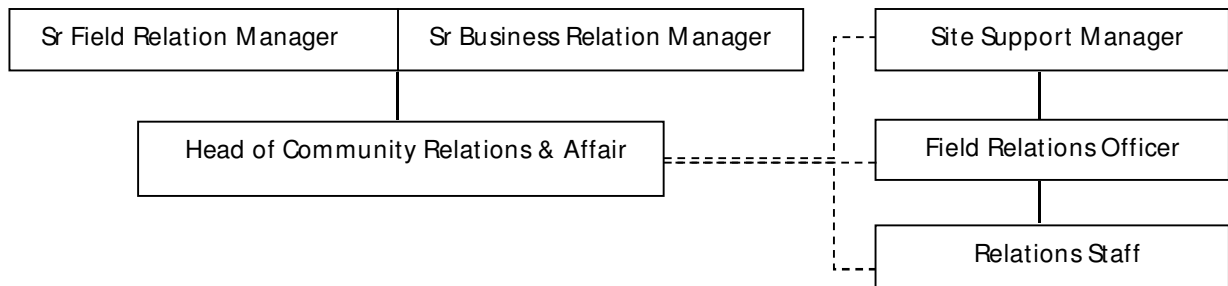 Sr Field Relation Manager
Sr Business Relation Manager
Site Support Manager
Head of Community Relations & Affair
Field Relations Officer
Relations Staff